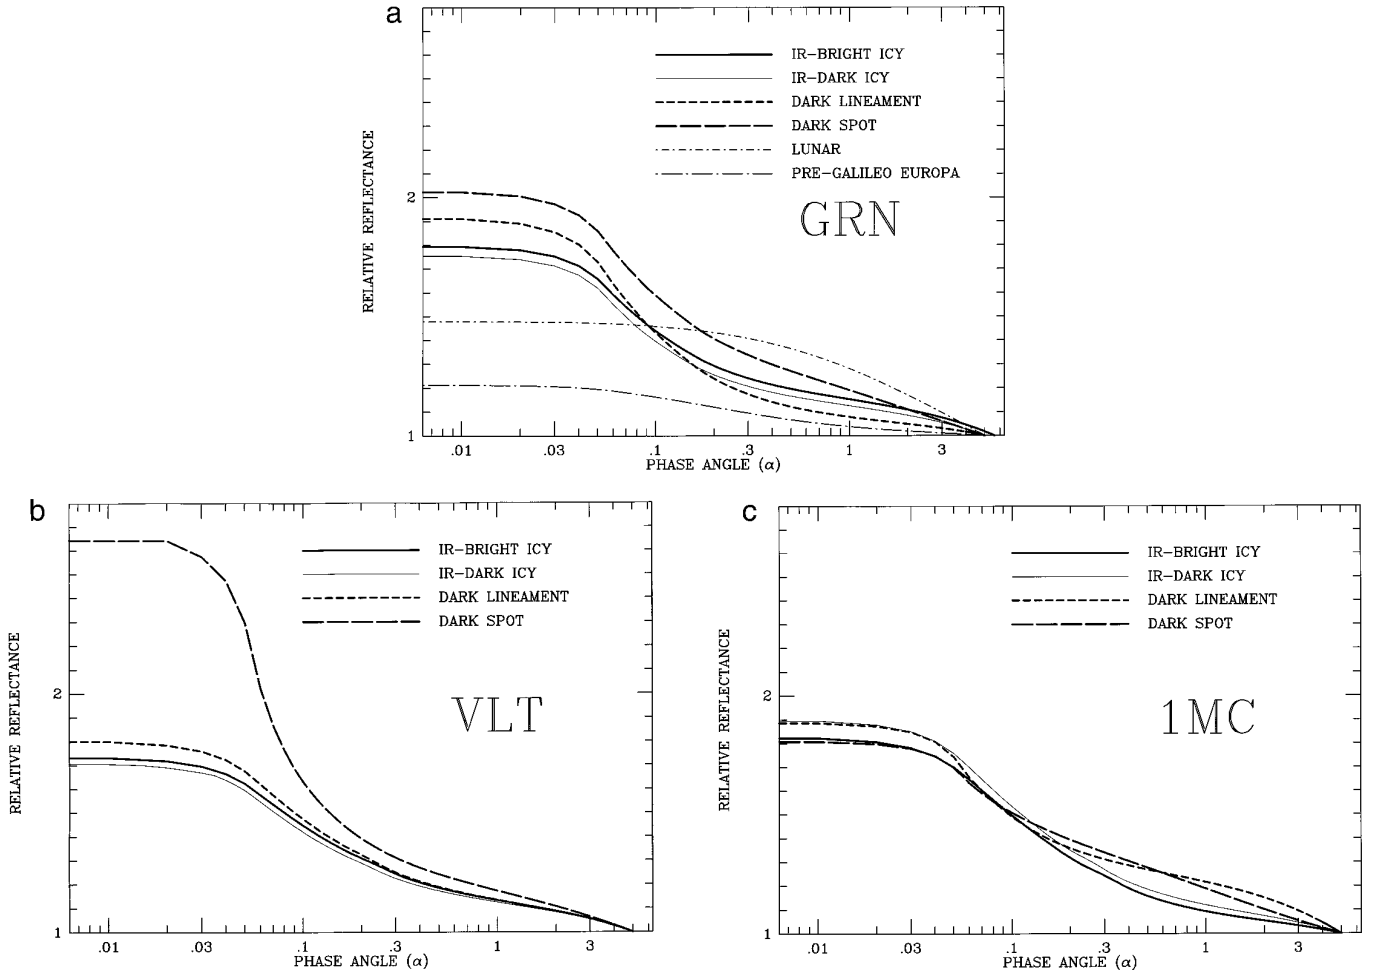 a
IR-BRIGHT ICY
IR-DARK ICY
DARK LINEAMENT
DARK SPOT
LUNAR
PRE-GALILEO EUROPA
GRN
RELATIVE REFLECTANCE
2
1
.01
.03
.1
.3
1
3
PHASE ANGLE (α)
b
IR-BRIGHT ICY
IR-DARK ICY
DARK LINEAMENT
DARK SPOT
VLT
RELATIVE REFLECTANCE
2
1
.01
.03
.1
.3
1
3
PHASE ANGLE (α)
c
IR-BRIGHT ICY
IR-DARK ICY
DARK LINEAMENT
DARK SPOT
1MC
RELATIVE REFLECTANCE
2
1
.01
.03
.1
.3
1
3
PHASE ANGLE (α)